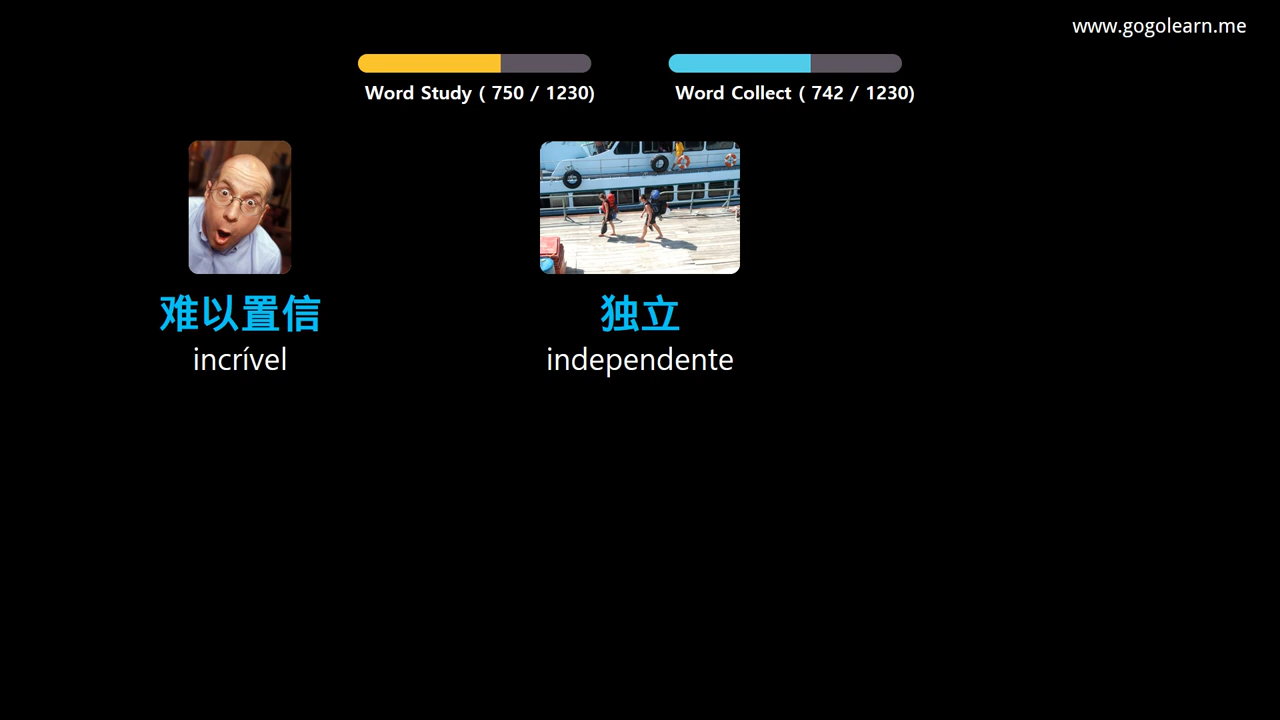 www.gogolearn.me
Word Study ( 750 / 1230)
Word Collect ( 742 / 1230)
难以置信
incrível
独立
independente